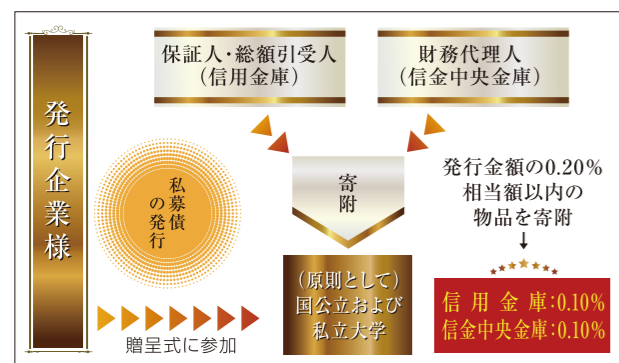 発行企業様
保証人・総額引受人
（信用金庫）
財務代理人
（信金中央金庫）
私募債
の発行
寄附
発行金額の0.20％
相当額以内の
物品を寄附
（原則として）
国公立および
私立大学
信用金庫：0.10％
信金中央金庫：0.10％
贈呈式に参加